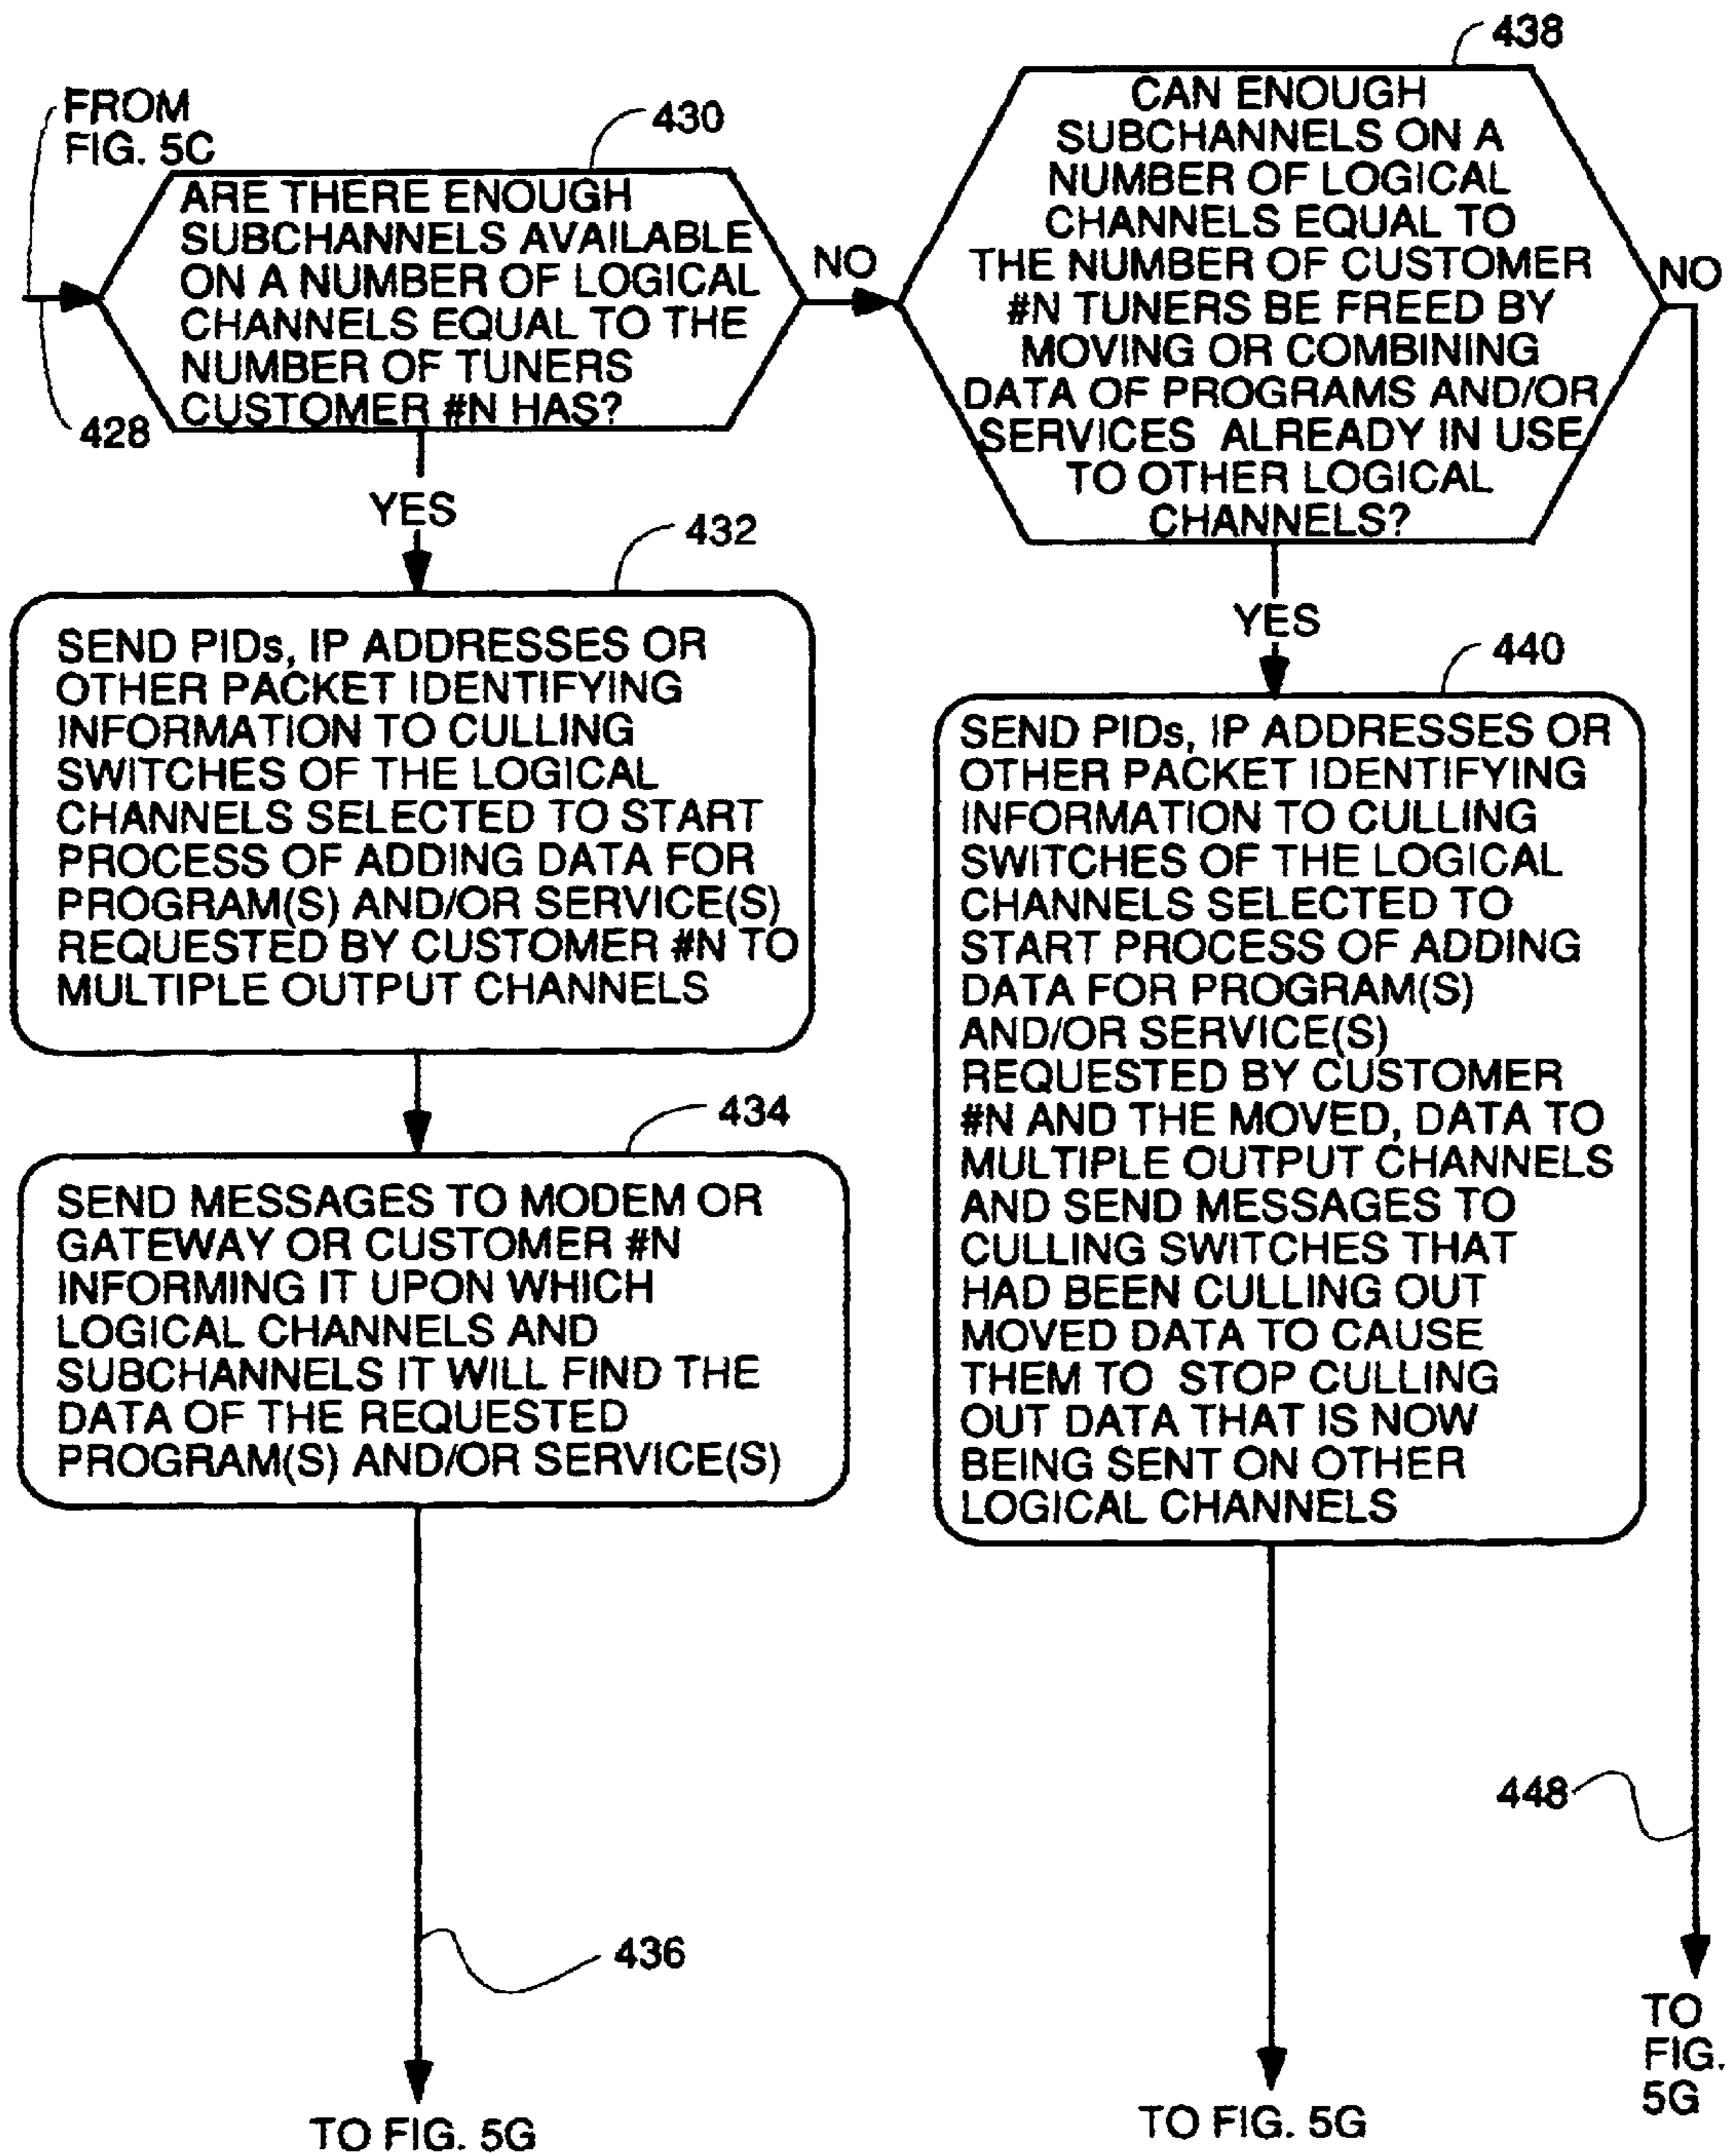 FROM
FIG. 5C
428
430
ARE THERE ENOUGH
SUBCHANNELS AVAILABLE
ON A NUMBER OF LOGICAL
CHANNELS EQUAL TO THE
NUMBER OF TUNERS
CUSTOMER #N HAS?
NO
YES
432
SEND PIDs, IP ADDRESSES OR
OTHER PACKET IDENTIFYING
INFORMATION TO CULLING
SWITCHES OF THE LOGICAL
CHANNELS SELECTED TO START
PROCESS OF ADDING DATA FOR
PROGRAM(S) AND/OR SERVICE(S)
REQUESTED BY CUSTOMER #N TO
MULTIPLE OUTPUT CHANNELS
434
SEND MESSAGES TO MODEM OR
GATEWAY OR CUSTOMER #N
INFORMING IT UPON WHICH
LOGICAL CHANNELS AND
SUBCHANNELS IT WILL FIND THE
DATA OF THE REQUESTED
PROGRAM(S) AND/OR SERVICE(S)
436
TO FIG. 5G
438
CAN ENOUGH
SUBCHANNELS ON A
NUMBER OF LOGICAL
CHANNELS EQUAL TO
THE NUMBER OF CUSTOMER
#N TUNERS BE FREED BY
MOVING OR COMBINING
DATA OF PROGRAMS AND/OR
SERVICES ALREADY IN USE
TO OTHER LOGICAL
CHANNELS?
NO
YES
440
SEND PIDs, IP ADDRESSES OR
OTHER PACKET IDENTIFYING
INFORMATION TO CULLING
SWITCHES OF THE LOGICAL
CHANNELS SELECTED TO
START PROCESS OF ADDING
DATA FOR PROGRAM(S)
AND/OR SERVICE(S)
REQUESTED BY CUSTOMER
#N AND THE MOVED, DATA TO
MULTIPLE OUTPUT CHANNELS
AND SEND MESSAGES TO
CULLING SWITCHES THAT
HAD BEEN CULLING OUT
MOVED DATA TO CAUSE
THEM TO STOP CULLING
OUT DATA THAT IS NOW
BEING SENT ON OTHER
LOGICAL CHANNELS
TO FIG. 5G
448
TO
FIG.
5G